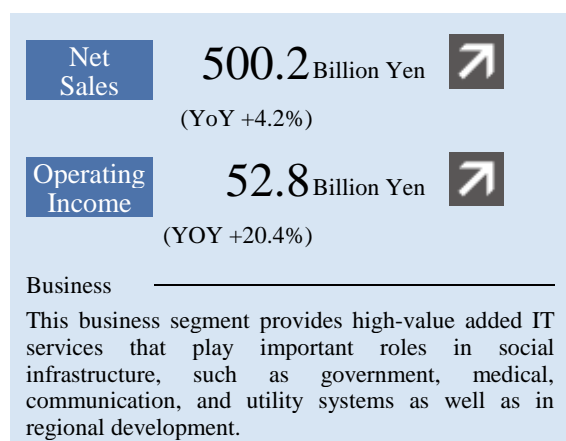 Net
Sales
500.2 Billion Yen
(YoY +4.2%)
Operating
Income
52.8 Billion Yen
(YOY +20.4%)
Business
This business segment provides high-value added IT
services that play important roles in social
infrastructure, such as government, medical,
communication, and utility systems as well as in
regional development.